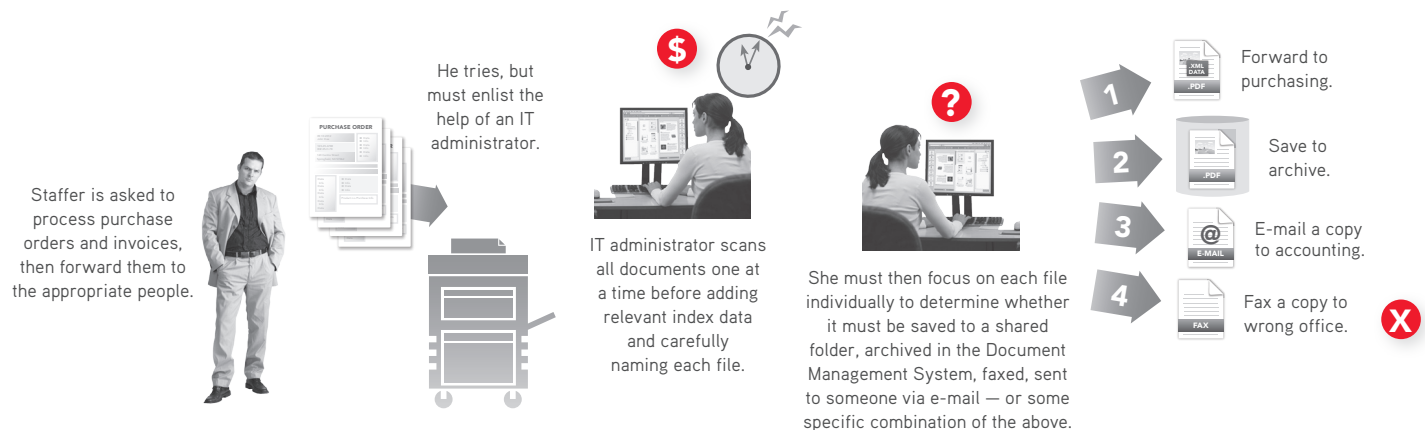 Staffer is asked to
process purchase
orders and invoices,
then forward them to
the appropriate people.
PURCHASE ORDER
He tries, but
must enlist the
help of an IT
administrator.
$
IT administrator scans
all documents one at
a time before adding
relevant index data
and carefully
naming each file.
?
She must then focus on each file
individually to determine whether
it must be saved to a shared
folder, archived in the Document
Management System, faxed, sent
to someone via e-mail — or some
specific combination of the above.
1
.XML
DATA
.PDF
Forward to
purchasing.
2
.PDF
Save to
archive.
3
@
E-MAIL
E-mail a copy
to accounting.
4
FAX
Fax a copy to
wrong office.
X